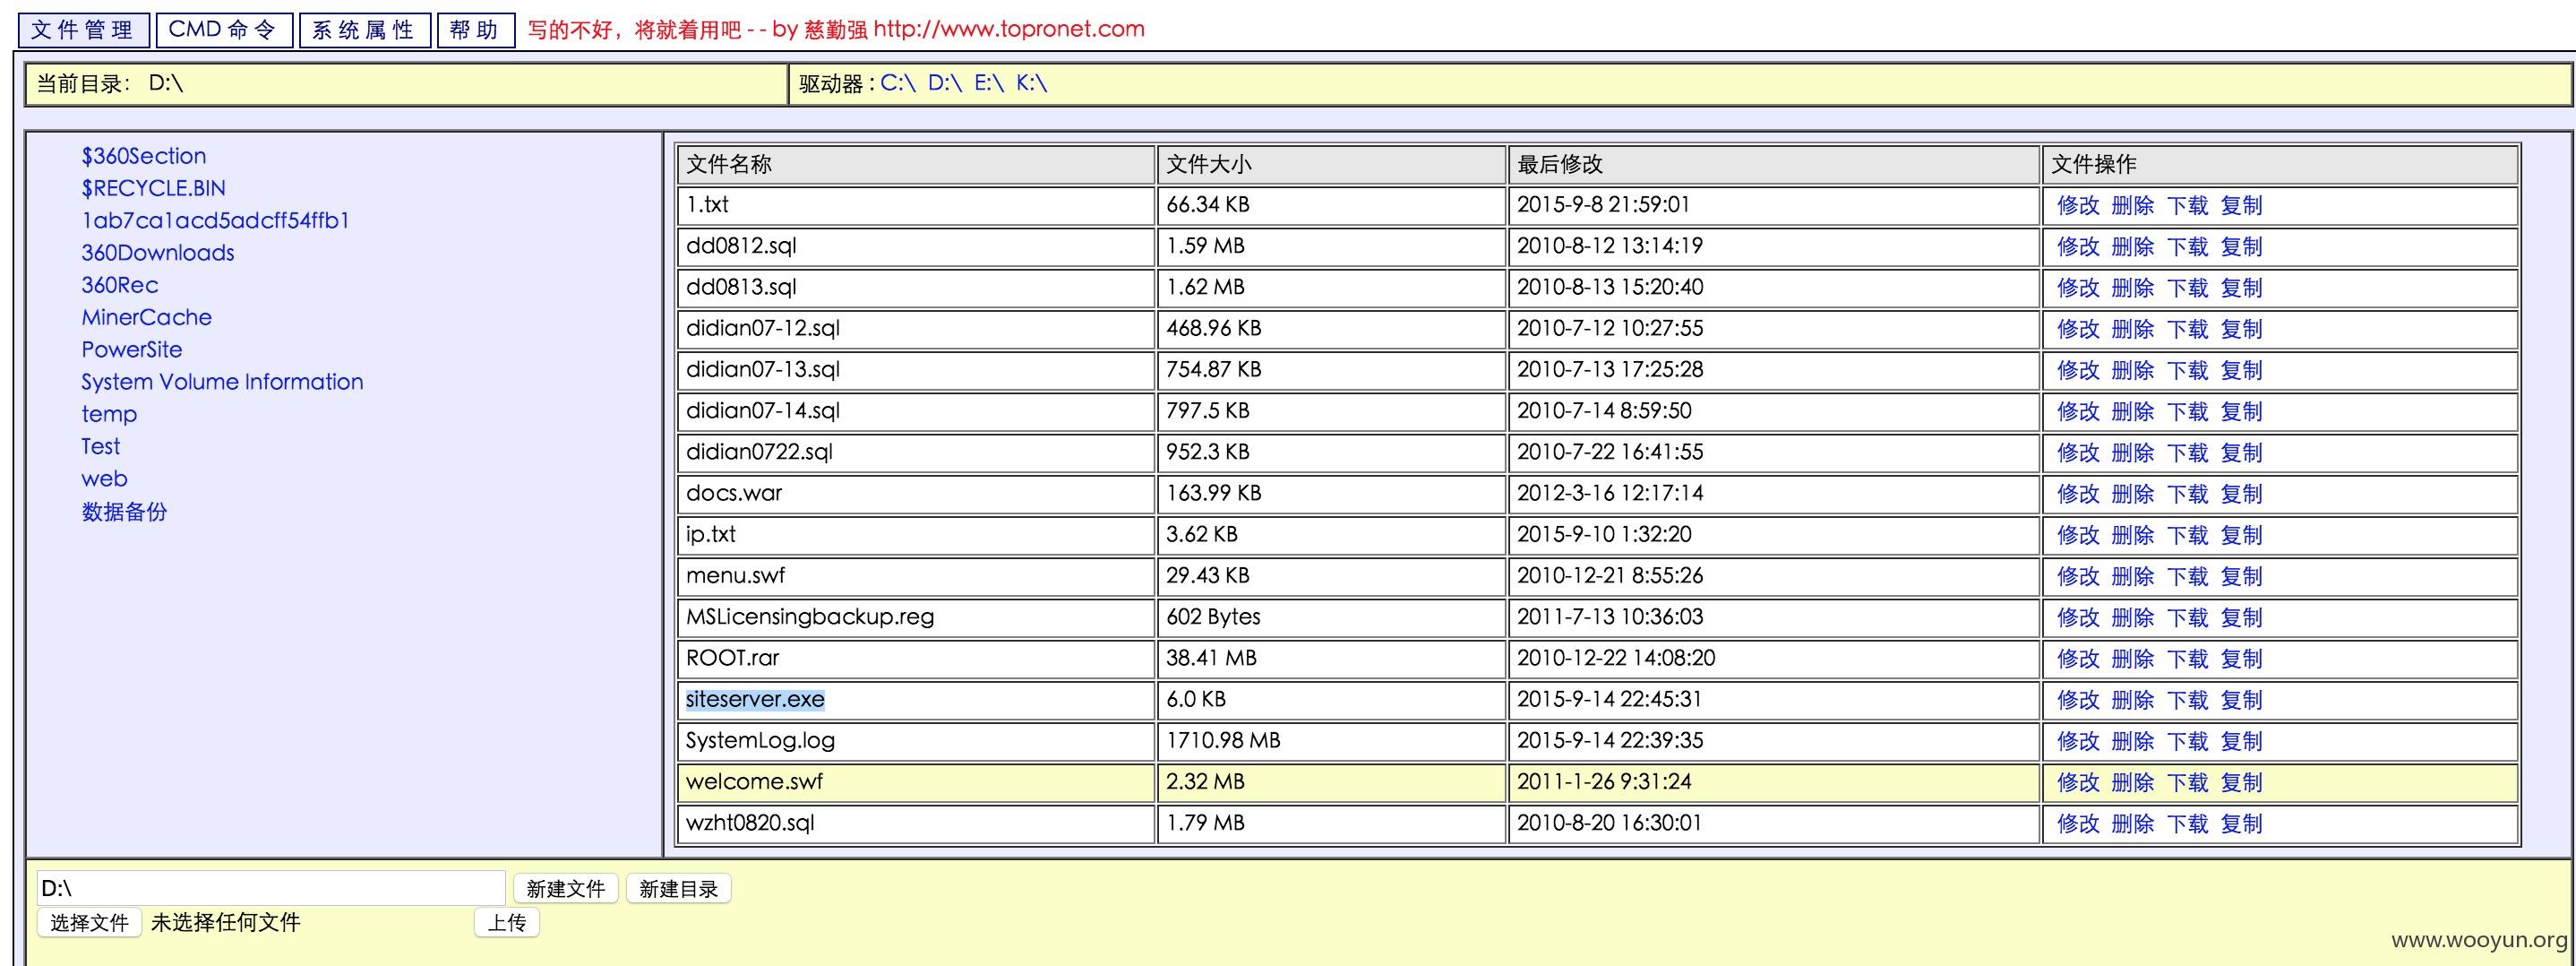 文件管理 CMD 命令 系统属性 帮助 写的不好，将就着用吧 - - by 慈勤强 http://www.topronet.com
当前目录： D:\ 驱动器 : C:\ D:\ E:\ K:\
$360Section
$RECYCLE.BIN
1ab7ca1acd5adcff54ffb1
360Downloads
360Rec
MinerCache
PowerSite
System Volume Information
temp
Test
web
数据备份
文件名称 文件大小 最后修改 文件操作
1.txt 66.34 KB 2015-9-8 21:59:01 修改 删除 下载 复制
dd0812.sql 1.59 MB 2010-8-12 13:14:19 修改 删除 下载 复制
dd0813.sql 1.62 MB 2010-8-13 15:20:40 修改 删除 下载 复制
didian07-12.sql 468.96 KB 2010-7-12 10:27:55 修改 删除 下载 复制
didian07-13.sql 754.87 KB 2010-7-13 17:25:28 修改 删除 下载 复制
didian07-14.sql 797.5 KB 2010-7-14 8:59:50 修改 删除 下载 复制
didian0722.sql 952.3 KB 2010-7-22 16:41:55 修改 删除 下载 复制
docs.war 163.99 KB 2012-3-16 12:17:14 修改 删除 下载 复制
ip.txt 3.62 KB 2015-9-10 1:32:20 修改 删除 下载 复制
menu.swf 29.43 KB 2010-12-21 8:55:26 修改 删除 下载 复制
MSLicensingbackup.reg 602 Bytes 2011-7-13 10:36:03 修改 删除 下载 复制
ROOT.rar 38.41 MB 2010-12-22 14:08:20 修改 删除 下载 复制
siteserver.exe 6.0 KB 2015-9-14 22:45:31 修改 删除 下载 复制
SystemLog.log 1710.98 MB 2015-9-14 22:39:35 修改 删除 下载 复制
welcome.swf 2.32 MB 2011-1-26 9:31:24 修改 删除 下载 复制
wzht0820.sql 1.79 MB 2010-8-20 16:30:01 修改 删除 下载 复制
D:\ 新建文件 新建目录
选择文件 未选择任何文件 上传
www.wooyun.org